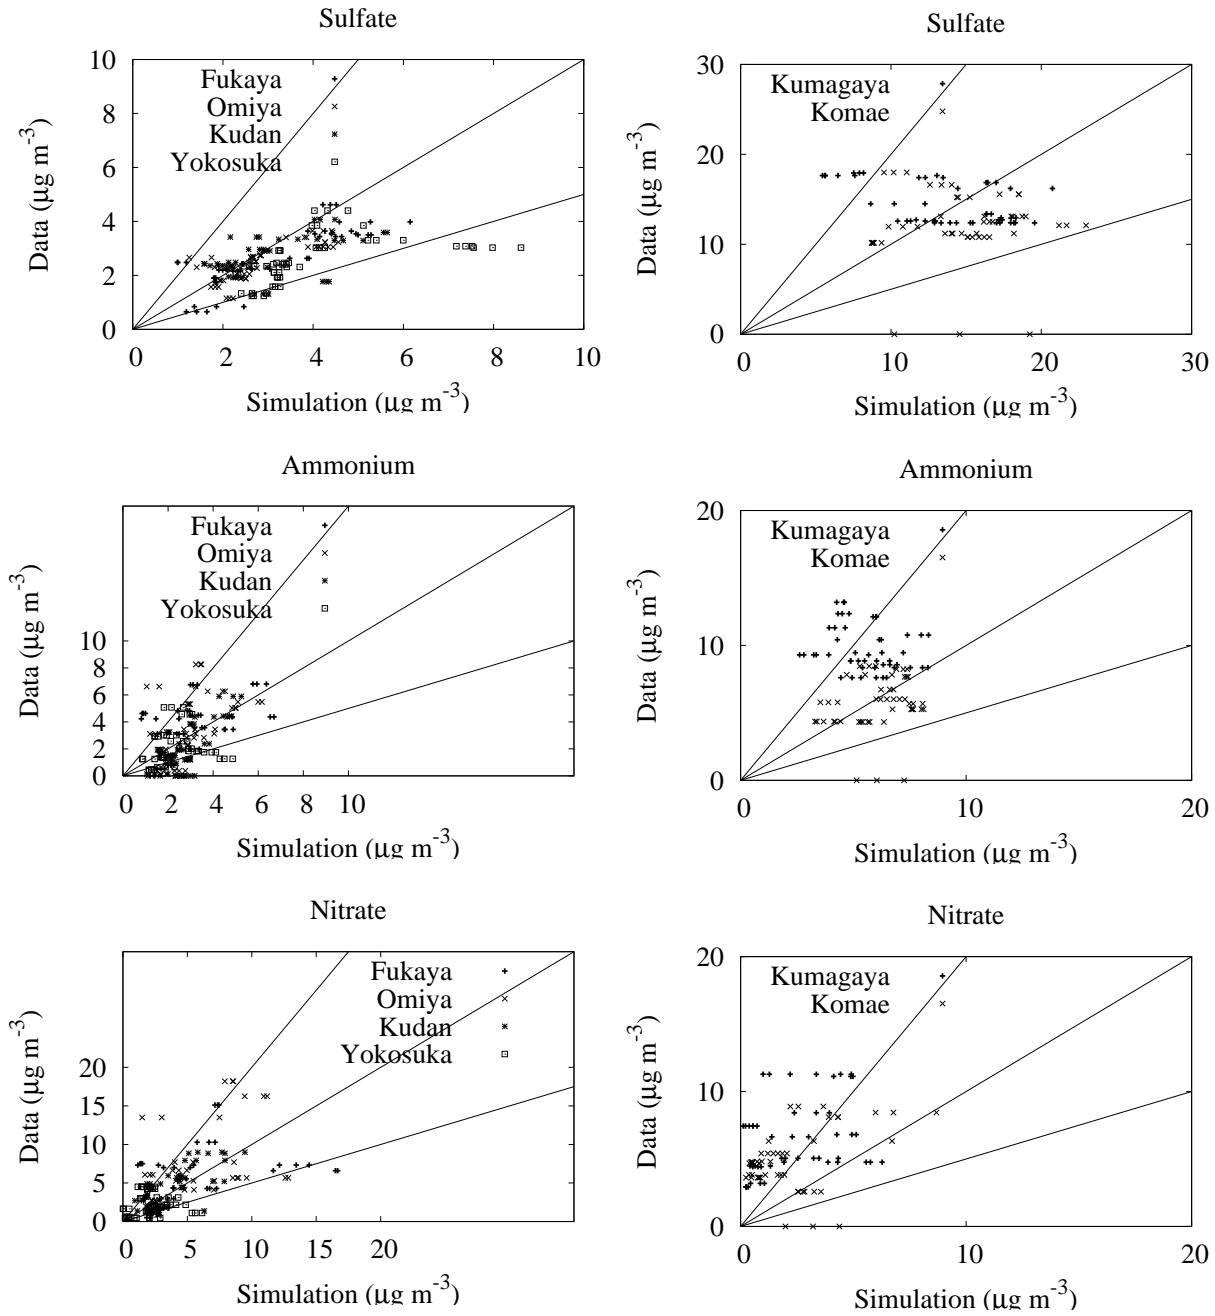 Sulfate
10
8
6
4
2
0
0 2 4 6 8 10
Data (μg m-3)
Simulation (μg m-3)
Fukaya
Omiya
Kudan
Yokosuka
Sulfate
30
20
10
0
0 10 20 30
Data (μg m-3)
Simulation (μg m-3)
Kumagaya
Komae
Ammonium
10
8
6
4
2
0
0 2 4 6 8 10
Data (μg m-3)
Simulation (μg m-3)
Fukaya
Omiya
Kudan
Yokosuka
Ammonium
20
10
0
0 10 20
Data (μg m-3)
Simulation (μg m-3)
Kumagaya
Komae
Nitrate
20
15
10
5
0
0 5 10 15 20
Data (μg m-3)
Simulation (μg m-3)
Fukaya
Omiya
Kudan
Yokosuka
Nitrate
20
10
0
0 10 20
Data (μg m-3)
Simulation (μg m-3)
Kumagaya
Komae